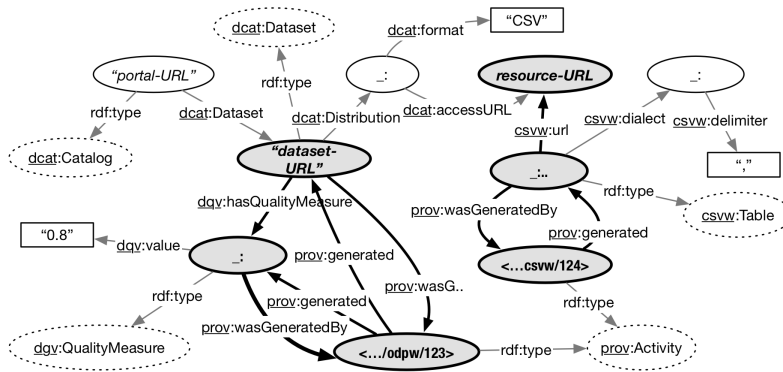 dcat:Dataset
dcat:format
“CSV”
“portal-URL”
_:
resource-URL
_:
rdf:type
rdf:type
dcat:Dataset
dcat:Distribution
dcat:accessURL
csvw:url
csvw:dialect
csvw:delimiter
dcat:Catalog
“dataset-
URL”
_:..
“,”
dqv:hasQualityMeasure
prov:wasGeneratedBy
rdf:type
csvw:Table
prov:generated
“0.8”
dqv:value
_:
prov:generated
<...csvw/124>
rdf:type
prov:generated
prov:wasG..
rdf:type
prov:wasGeneratedBy
dgv:QualityMeasure
<.../odpw/123>
rdf:type
prov:Activity